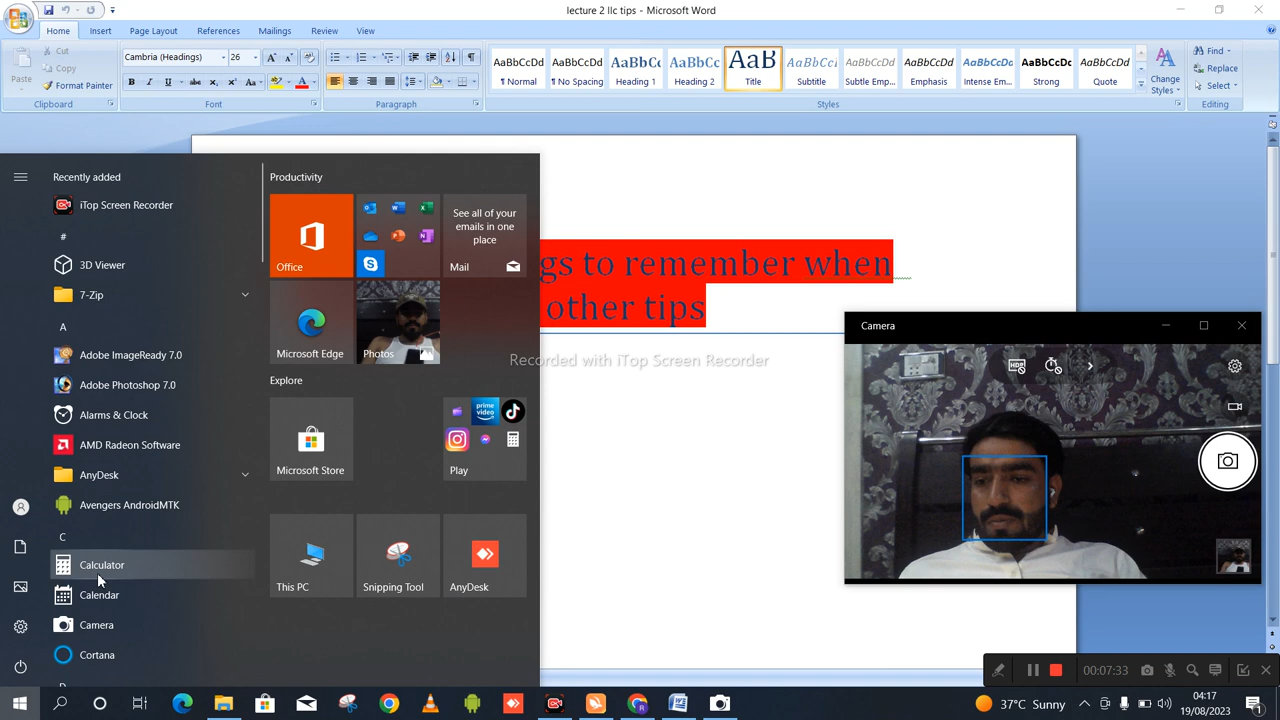 lecture 2 llc tips - Microsoft Word
Home Insert Page Layout References Mailings Review View
Paste
Cut
Copy
Format Painter
Clipboard
Cambria (Headings) 26
Font
Paragraph
AaBbCcDd
¶ Normal
AaBbCcDd
¶ No Spacing
AaBbCc
Heading 1
AaBbCc
Heading 2
AaB
Title
AaBbCcDd
Subtitle
AaBbCcDd
Subtle Emp...
AaBbCcDd
Emphasis
AaBbCcDd
Intense Em...
AaBbCcDd
Strong
AaBbCcDd
Quote
Change
Styles
Styles
Find
Replace
Select
Editing
gs to remember when
other tips
Recorded with iTop Screen Recorder
Recently added
iTop Screen Recorder
#
3D Viewer
7-Zip
A
Adobe ImageReady 7.0
Adobe Photoshop 7.0
Alarms & Clock
AMD Radeon Software
AnyDesk
Avengers AndroidMTK
C
Calculator
Calendar
Camera
Cortana
Productivity
Office
See all of your
emails in one
place
Mail
Microsoft Edge
Photos
Explore
Microsoft Store
prime
video
Play
This PC
Snipping Tool
AnyDesk
Camera
HDR
00:07:33
37°C Sunny
04:17
19/08/2023